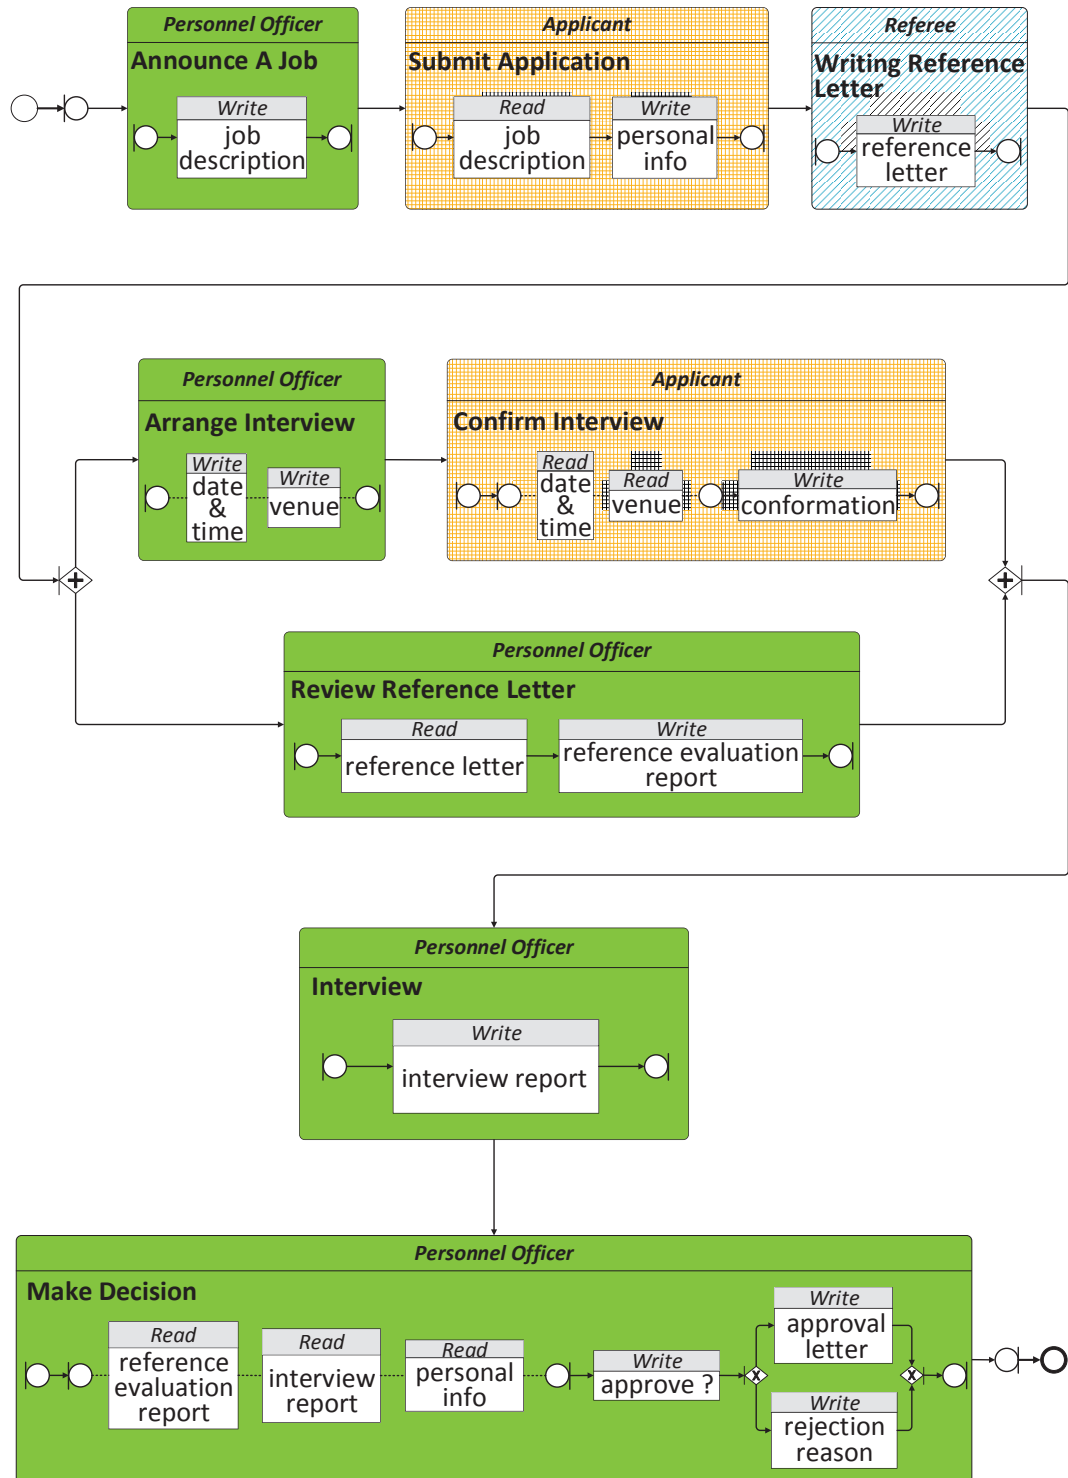 Personnel Officer
Announce A Job
Write
job
description
Applicant
Submit Application
Read
job
description
Write
personal
info
Referee
Writing Reference
Letter
Write
reference
letter
Personnel Officer
Arrange Interview
Write
date
&
time
Write
venue
Applicant
Confirm Interview
Read
date
&
time
Read
venue
Write
conformation
Personnel Officer
Review Reference Letter
Read
reference letter
Write
reference evaluation
report
Personnel Officer
Interview
Write
interview report
Personnel Officer
Make Decision
Read
reference
evaluation
report
Read
interview
report
Read
personal
info
Write
approve ?
X
Write
approval
letter
Write
rejection
reason
X